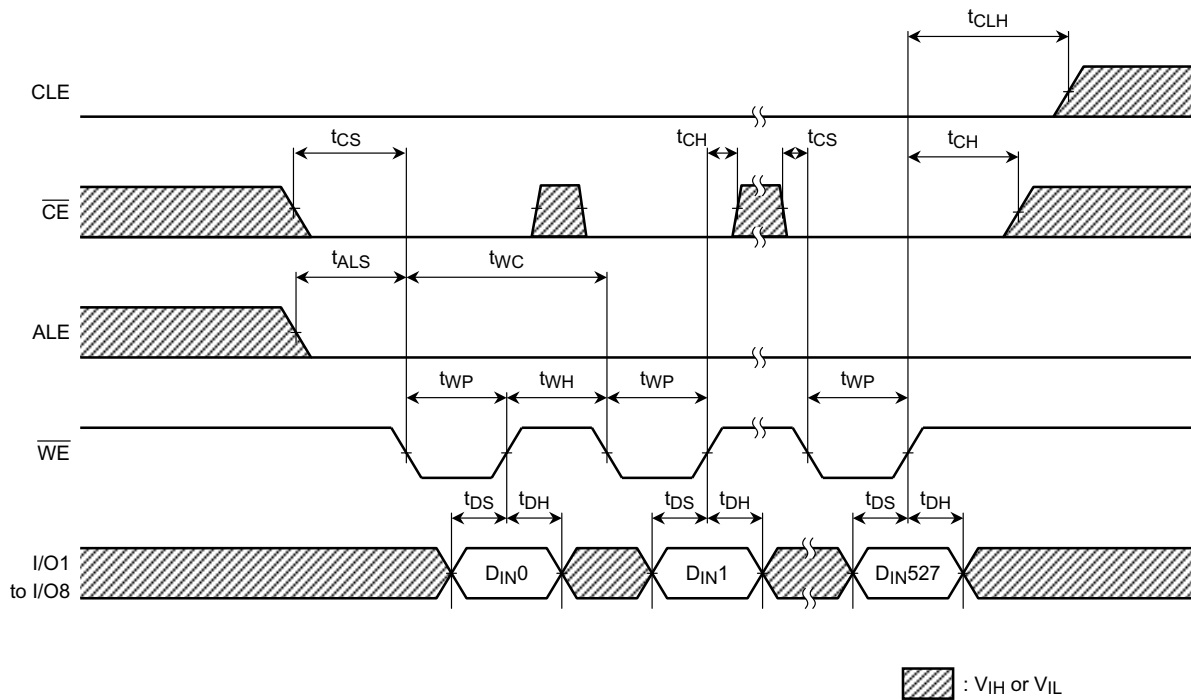 tCLH
CLE
tCS tCH tCS tCH
CE
tALS tWC
ALE
tWP tWH tWP tWP
WE
tDS tDH tDS tDH tDS tDH
I/O1
to I/O8
DIN0 DIN1 DIN527
: VIH or VIL